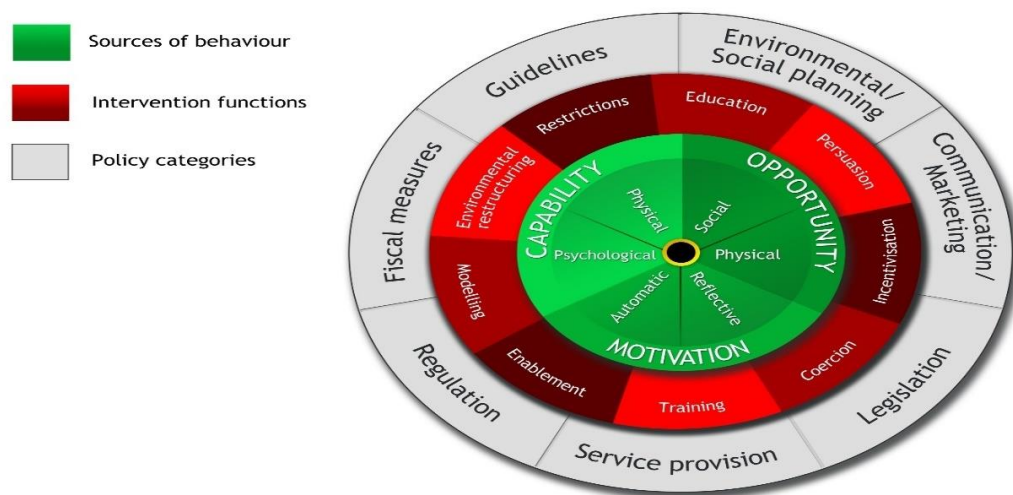 Sources of behaviour
Intervention functions
Policy categories
Guidelines
Environmental/
Social planning
Communication/
Marketing
Legislation
Service provision
Regulation
Fiscal measures
Restrictions
Education
Persuasion
Incentivisation
Coercion
Training
Enablement
Modelling
Environmental
restructuring
CAPABILITY
OPPORTUNITY
MOTIVATION
Physical
Social
Psychological
Physical
Automatic
Reflective